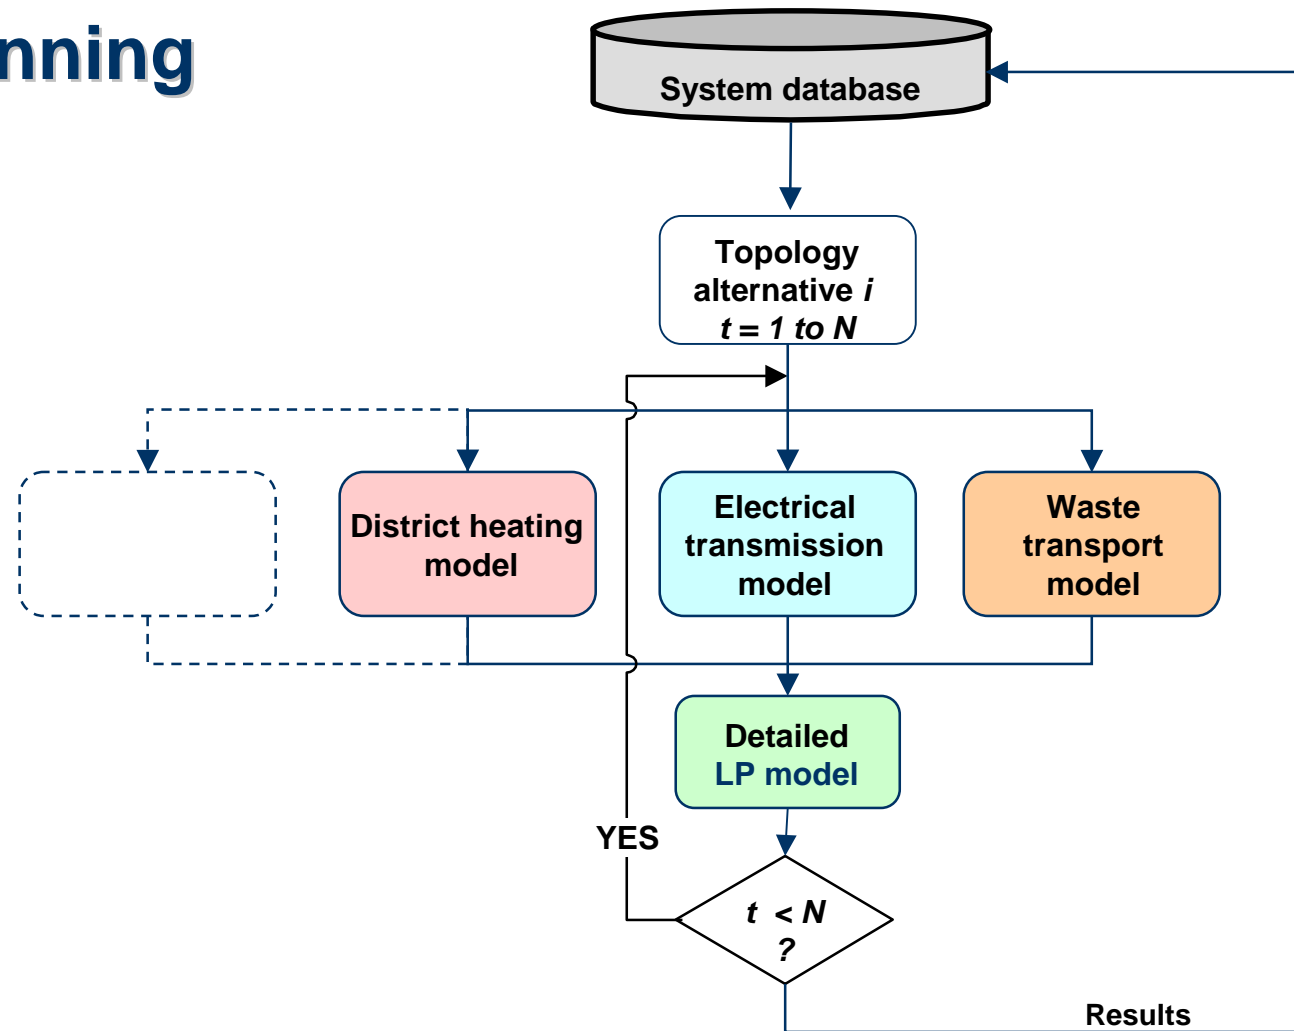 nning
System database
Topology
alternative i
t = 1 to N
District heating
model
Electrical
transmission
model
Waste
transport
model
Detailed
LP model
YES
t < N
?
Results